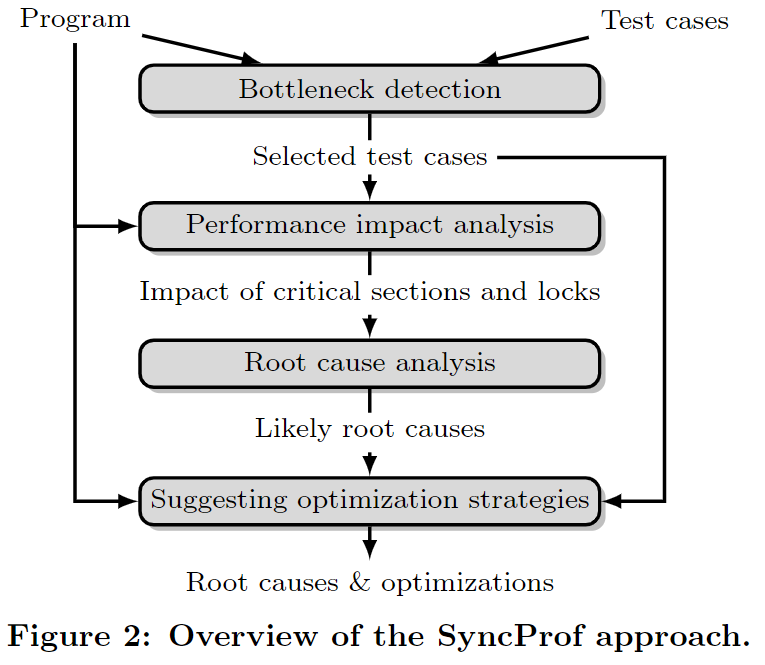 Program
Test cases
Bottleneck detection
Selected test cases
Performance impact analysis
Impact of critical sections and locks
Root cause analysis
Likely root causes
Suggesting optimization strategies
Root causes & optimizations
Figure 2: Overview of the SyncProf approach.